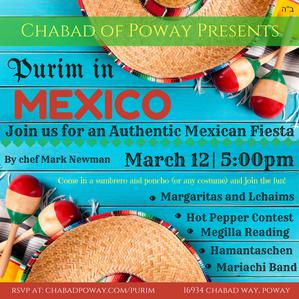 ב"ה
CHABAD OF POWAY PRESENTS
Purim in
MEXICO
Join us for an Authentic Mexican Fiesta
By chef Mark Newman
March 12 | 5:00pm
Come in a sumbrero and poncho (or any costume) and join the fun!
Margaritas and Lchaims
Hot Pepper Contest
Megilla Reading
Hamantaschen
Mariachi Band
RSVP AT: CHABADPOWAY.COM/PURIM
16934 CHABAD WAY, POWAY